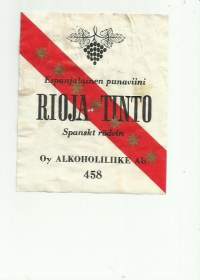 Espanjalainen punaviini
RIOJA TINTO
Spanskt rödvin
Oy ALKOHOLILIIKE Ab
458